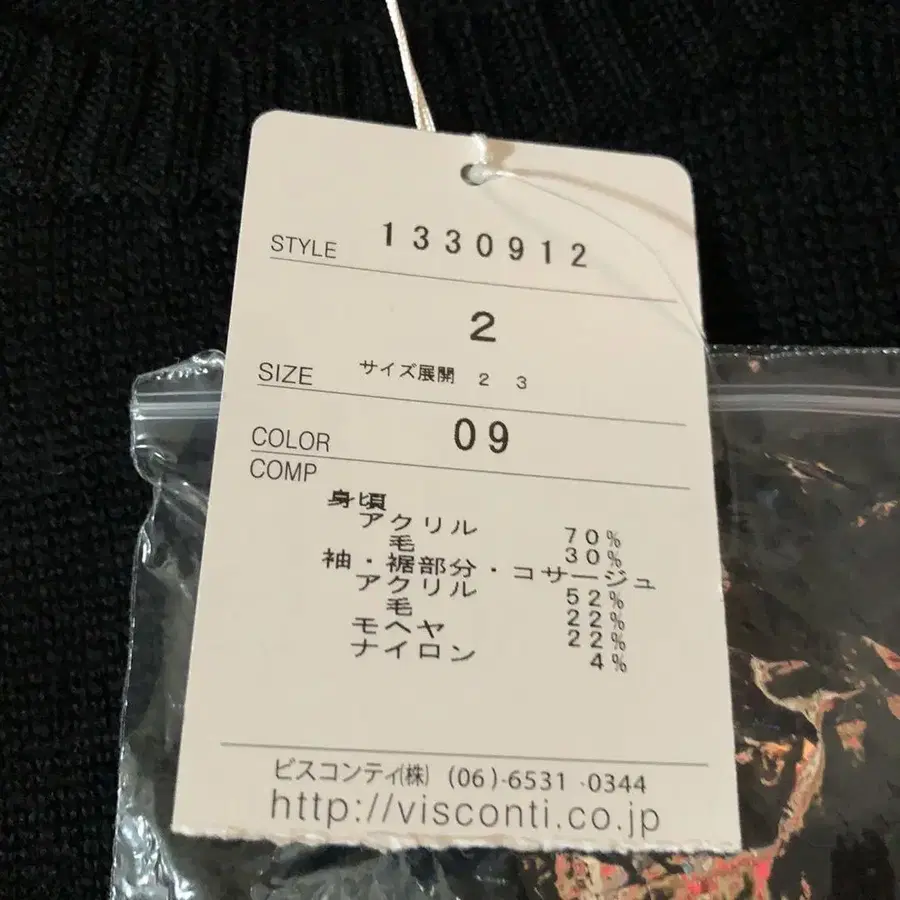 STYLE 1330912
2
SIZE サイズ展開 2 3
COLOR 09
COMP
身頃
アクリル 70%
毛 30%
袖・裾部分・コサージュ
アクリル 52%
毛 22%
モヘヤ 22%
ナイロン 4%
ビスコンティ(株) (06)-6531-0344
http://visconti.co.jp